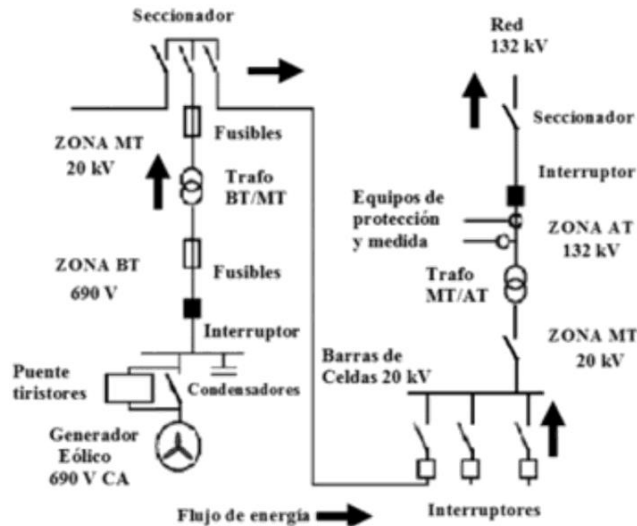 Seccionador
Fusibles
ZONA MT
20 kV
Trafo
BT/MT
ZONA BT
690 V
Fusibles
Interruptor
Puente
tiristores
Condensadores
Generador
Eólico
690 V CA
Flujo de energía
Red
132 kV
Seccionador
Interruptor
Equipos de
protección
y medida
ZONA AT
132 kV
Trafo
MT/AT
ZONA MT
20 kV
Barras de
Celdas 20 kV
Interruptores